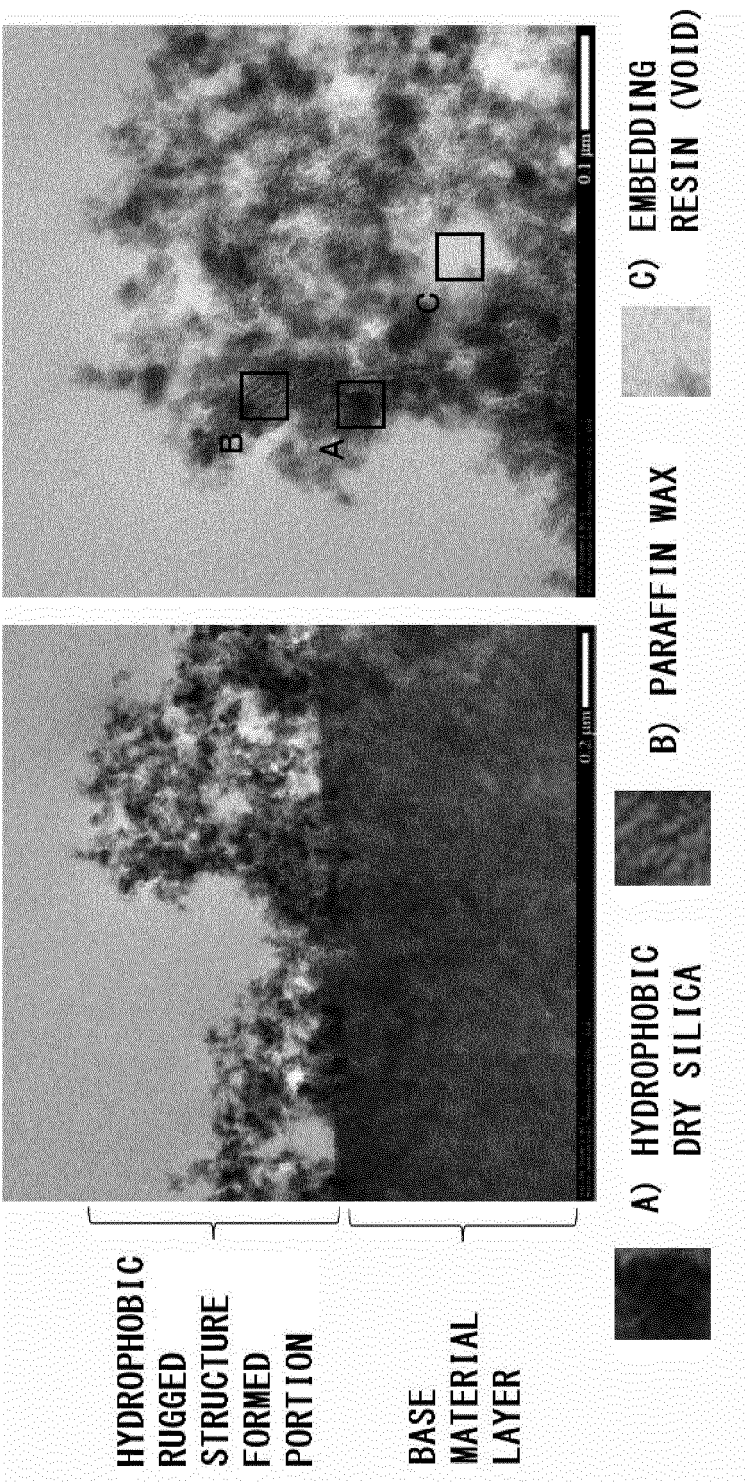 HYDROPHOBIC
RUGGED
STRUCTURE
FORMED
PORTION
BASE
MATERIAL
LAYER
0.2 µm
B
A
C
0.1 µm
A) HYDROPHOBIC
DRY SILICA
B) PARAFFIN WAX
C) EMBEDDING
RESIN (VOID)